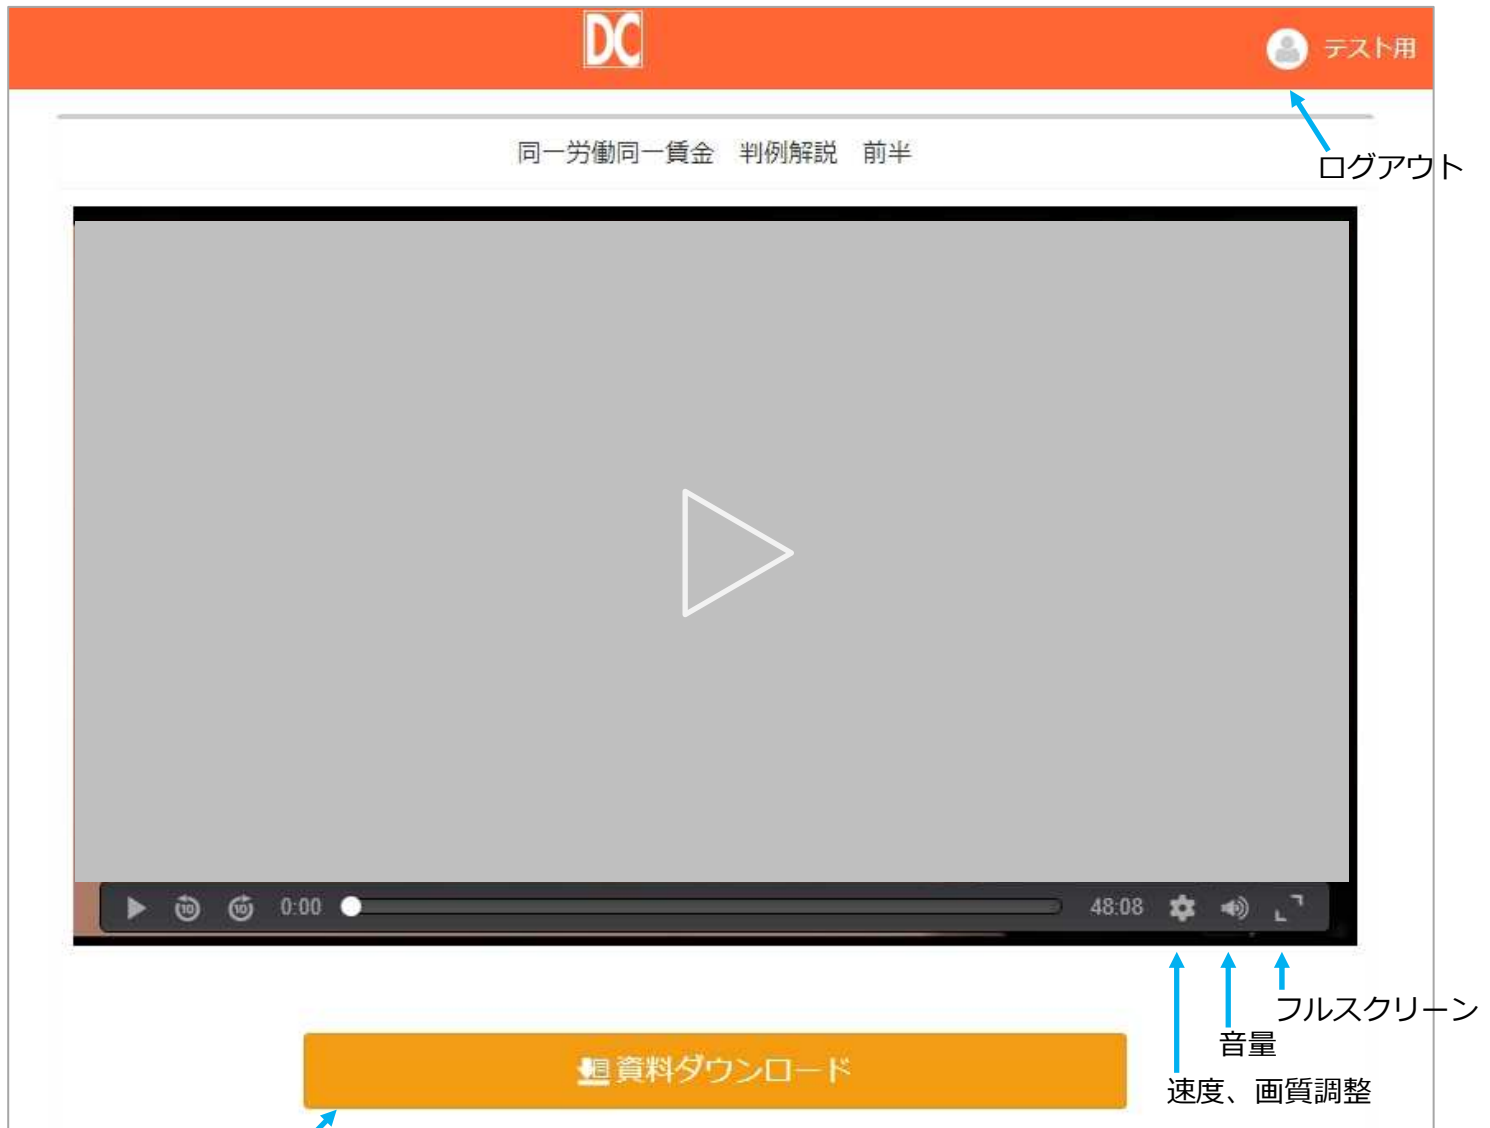 DC
テスト用
ログアウト
同一労働同一賃金　判例解説　前半
10 10 0:00 48:08
フルスクリーン
音量
資料ダウンロード
速度、画質調整